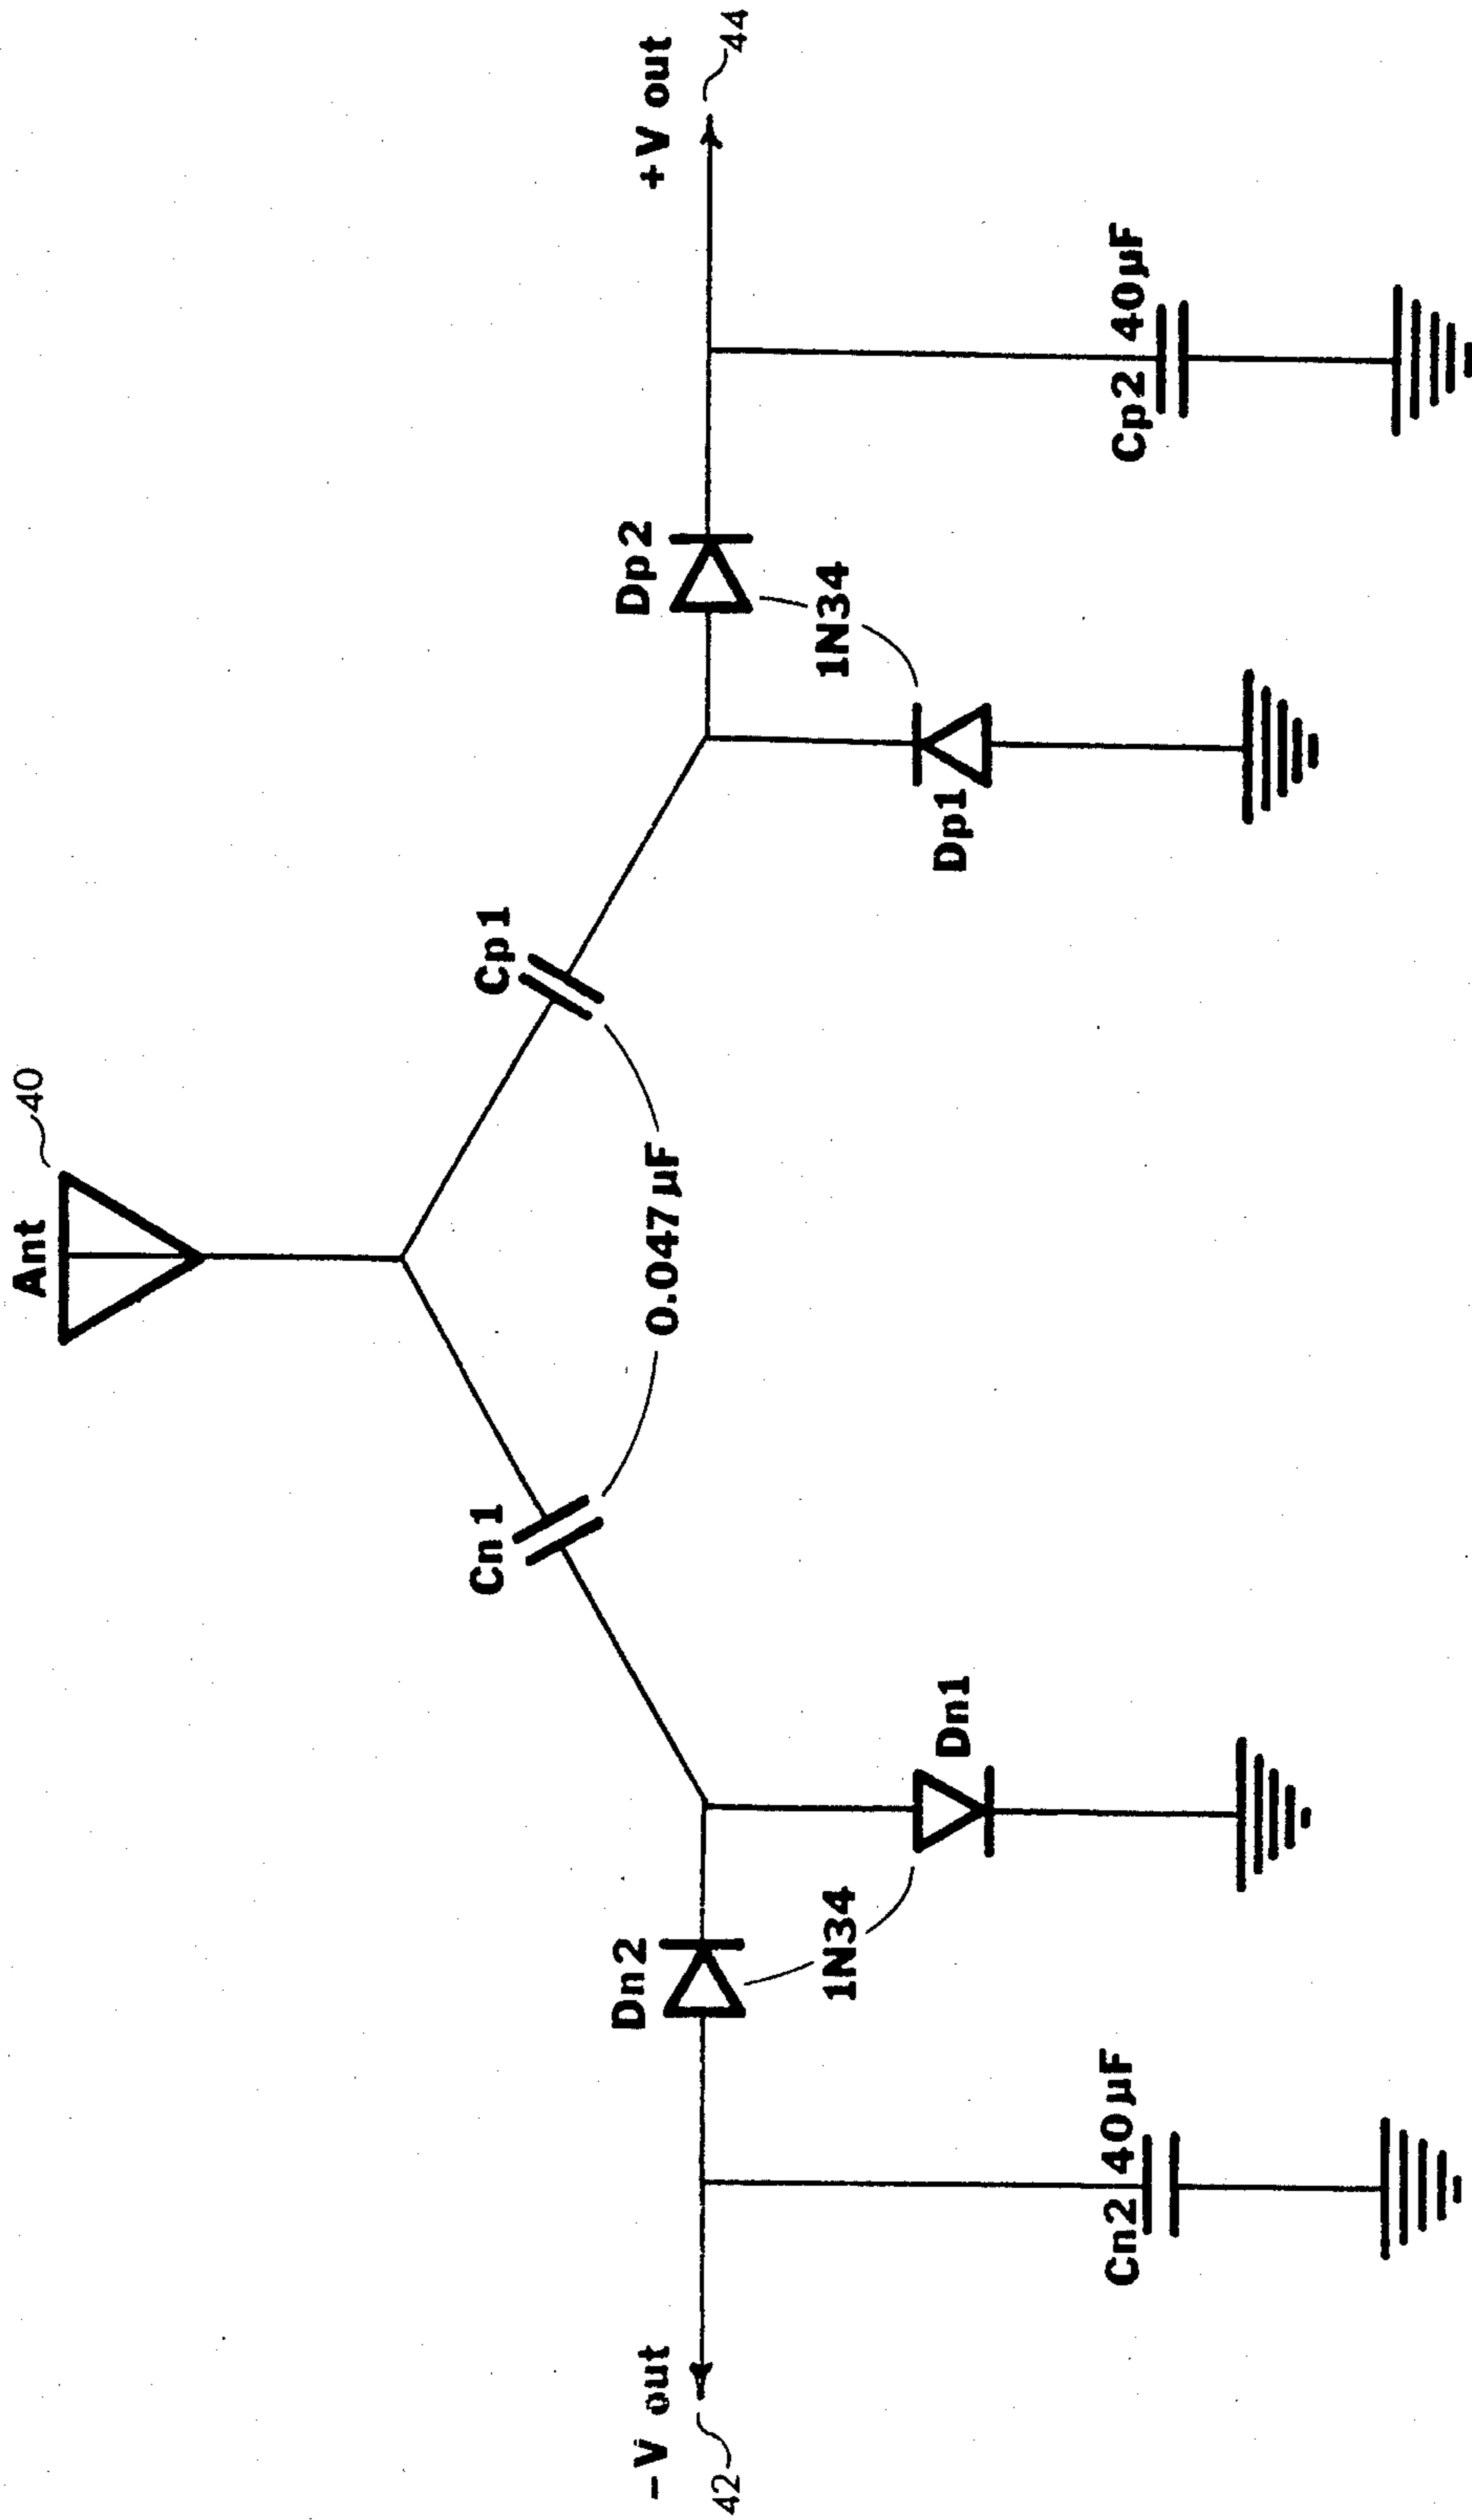 40
Ant
Cn1
Cp1
0.047µF
-V out
42
Dn2
Dp2
+V out
44
1N34
1N34
Dn1
Dp1
Cn2 40µF
Cp2 40µF